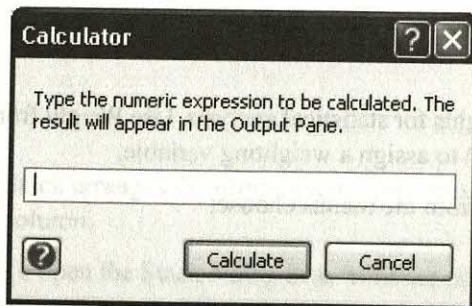 Calculator
Type the numeric expression to be calculated. The
result will appear in the Output Pane.
Calculate
Cancel